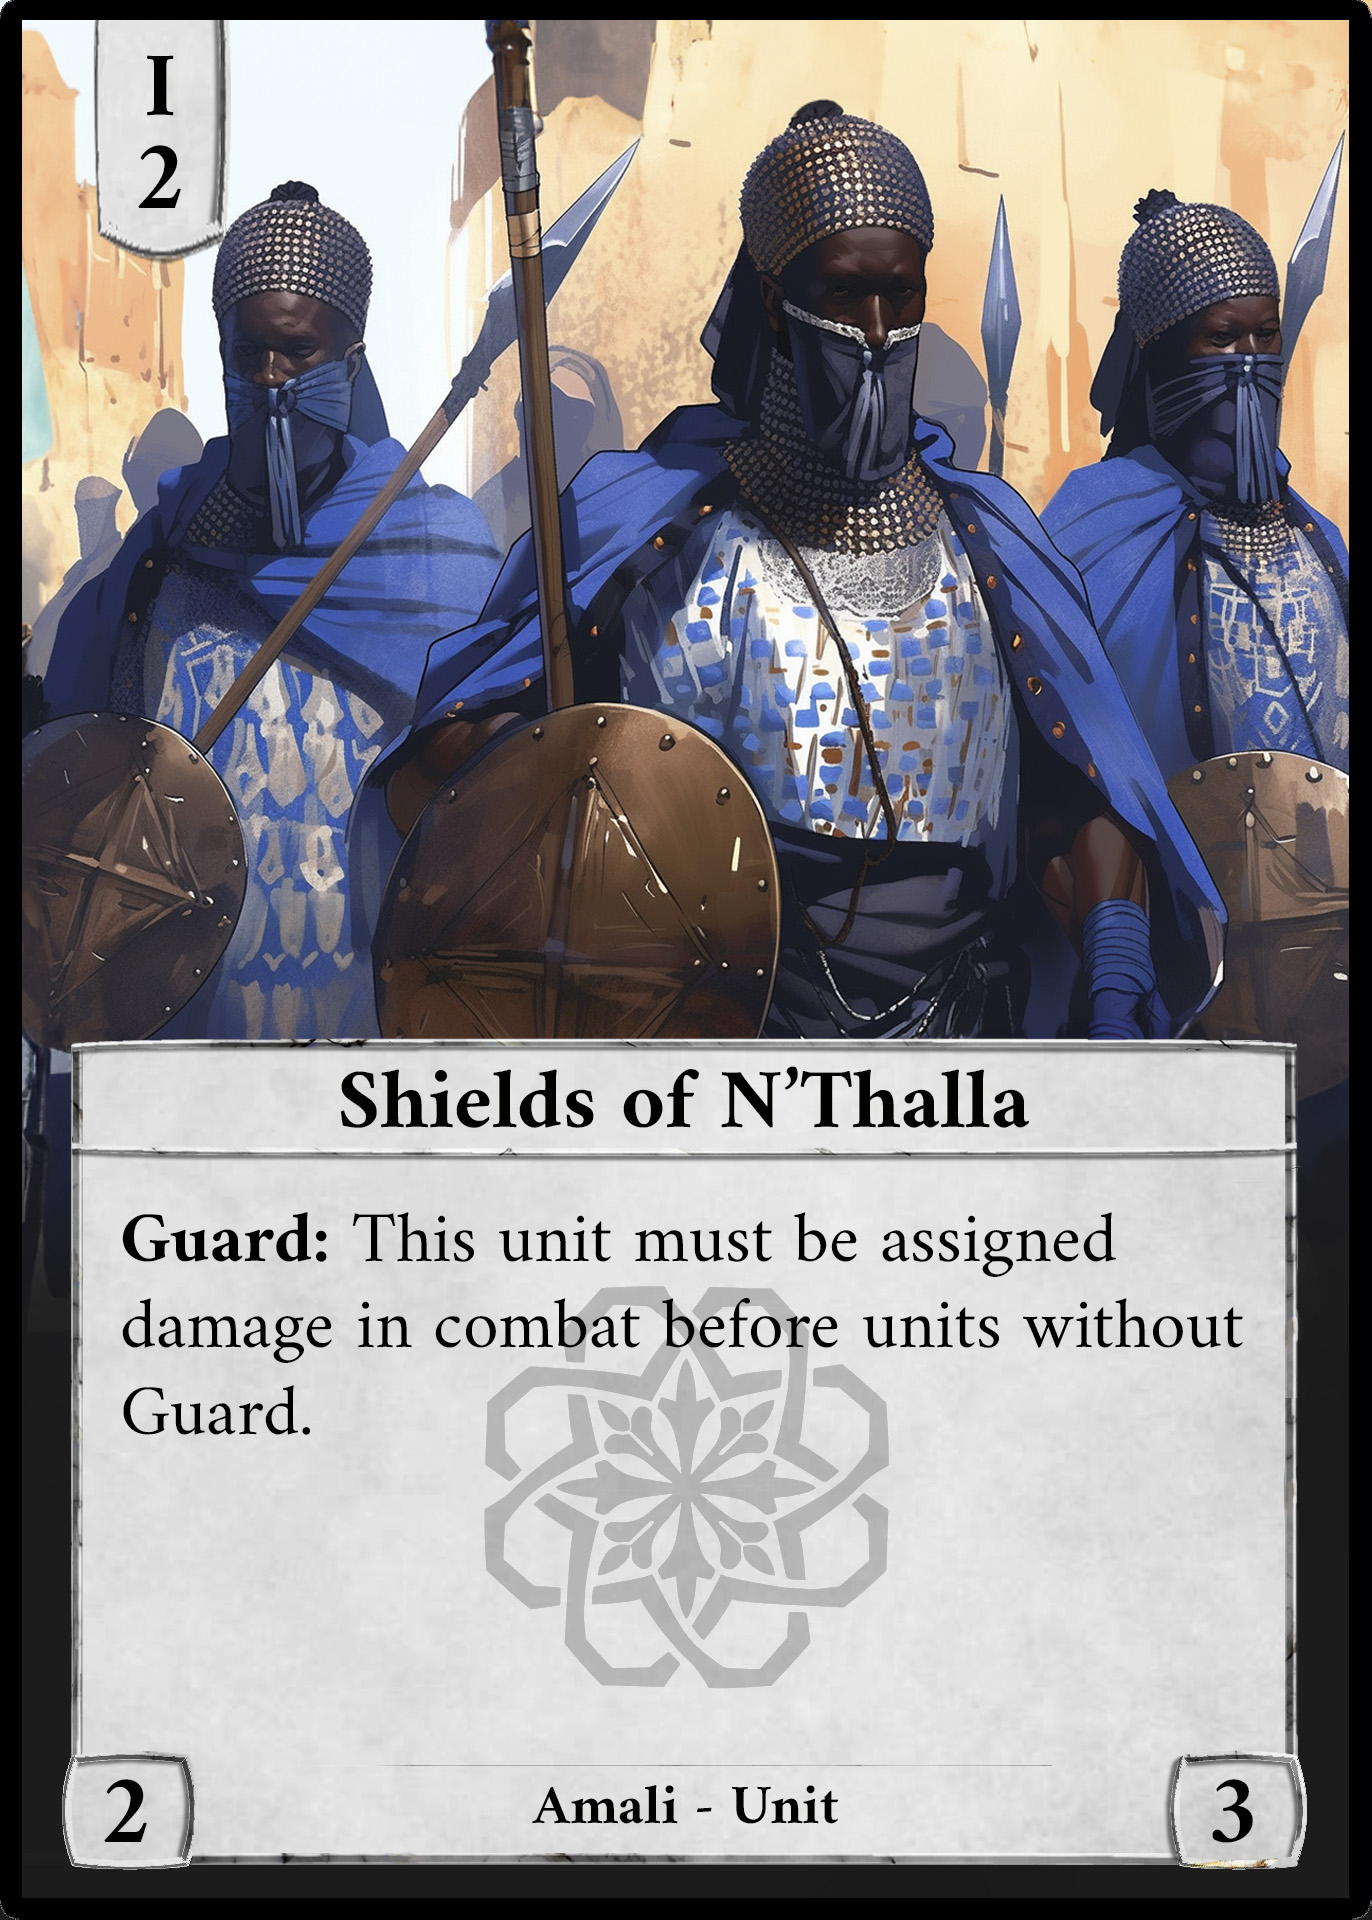 I
2
Shields of N’Thalla
Guard: This unit must be assigned
damage in combat before units without
Guard.
2
Amali - Unit
3